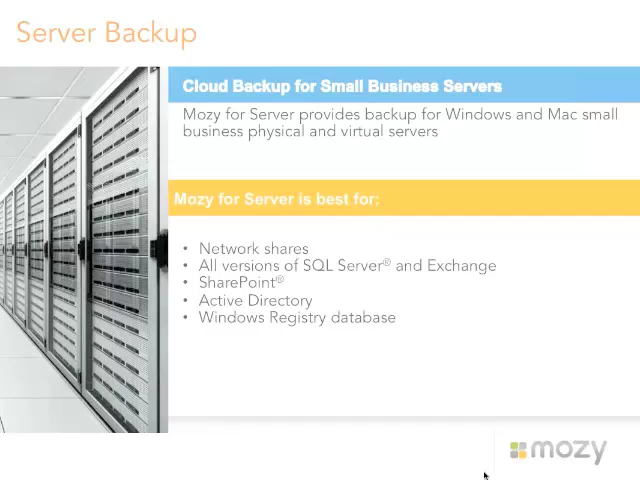 Server Backup
Cloud Backup for Small Business Servers
Mozy for Server provides backup for Windows and Mac small
business physical and virtual servers
Mozy for Server is best for:
• Network shares
• All versions of SQL Server® and Exchange
• SharePoint®
• Active Directory
• Windows Registry database
mozy